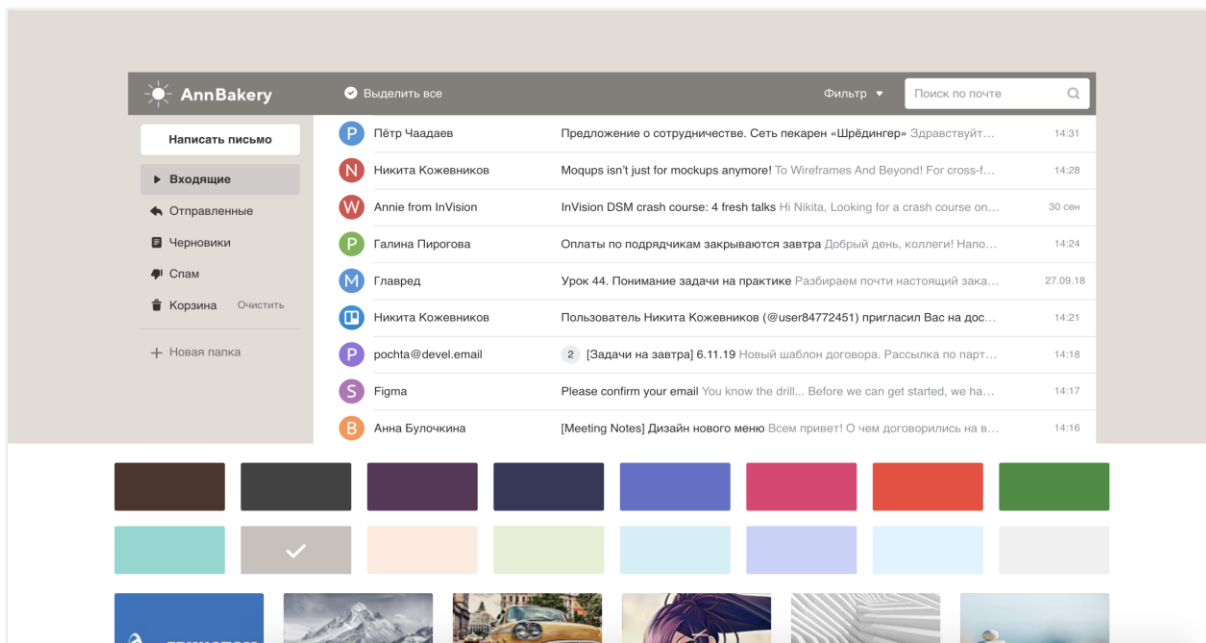 AnnBakery
Выделить все
Фильтр
Поиск по почте
Написать письмо
Входящие
Отправленные
Черновики
Спам
Корзина Очистить
Новая папка
P Пётр Чаадаев Предложение о сотрудничестве. Сеть пекарен «Шрёдингер» Здравствуйт... 14:31
N Никита Кожевников Moqups isn't just for mockups anymore! To Wireframes And Beyond! For cross-f... 14:28
W Annie from InVision InVision DSM crash course: 4 fresh talks Hi Nikita, Looking for a crash course on... 30 сен
P Галина Пирогова Оплаты по подрядчикам закрываются завтра Добрый день, коллеги! Напо... 14:24
M Главред Урок 44. Понимание задачи на практике Разбираем почти настоящий зака... 27.09.18
Никита Кожевников Пользователь Никита Кожевников (@user84772451) пригласил Вас на дос... 14:21
P pochta@devel.email 2 [Задачи на завтра] 6.11.19 Новый шаблон договора. Рассылка по парт... 14:18
S Figma Please confirm your email You know the drill... Before we can get started, we ha... 14:17
B Анна Булочкина [Meeting Notes] Дизайн нового меню Всем привет! О чем договорились на в... 14:16